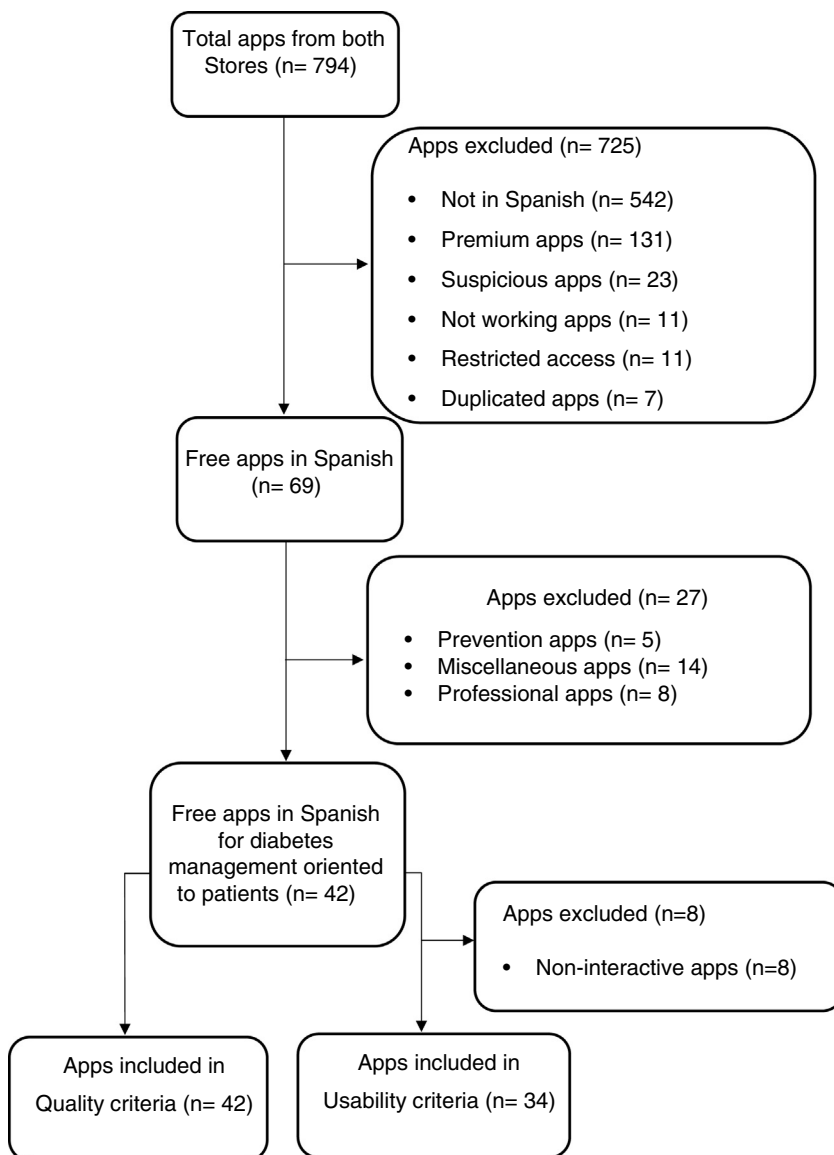 Total apps from both
Stores (n= 794)
Apps excluded (n= 725)
• Not in Spanish (n= 542)
• Premium apps (n= 131)
• Suspicious apps (n= 23)
• Not working apps (n= 11)
• Restricted access (n= 11)
• Duplicated apps (n= 7)
Free apps in Spanish
(n= 69)
Apps excluded (n= 27)
• Prevention apps (n= 5)
• Miscellaneous apps (n= 14)
• Professional apps (n= 8)
Free apps in Spanish
for diabetes
management oriented
to patients (n= 42)
Apps excluded (n=8)
• Non-interactive apps (n=8)
Apps included in
Quality criteria (n= 42)
Apps included in
Usability criteria (n= 34)